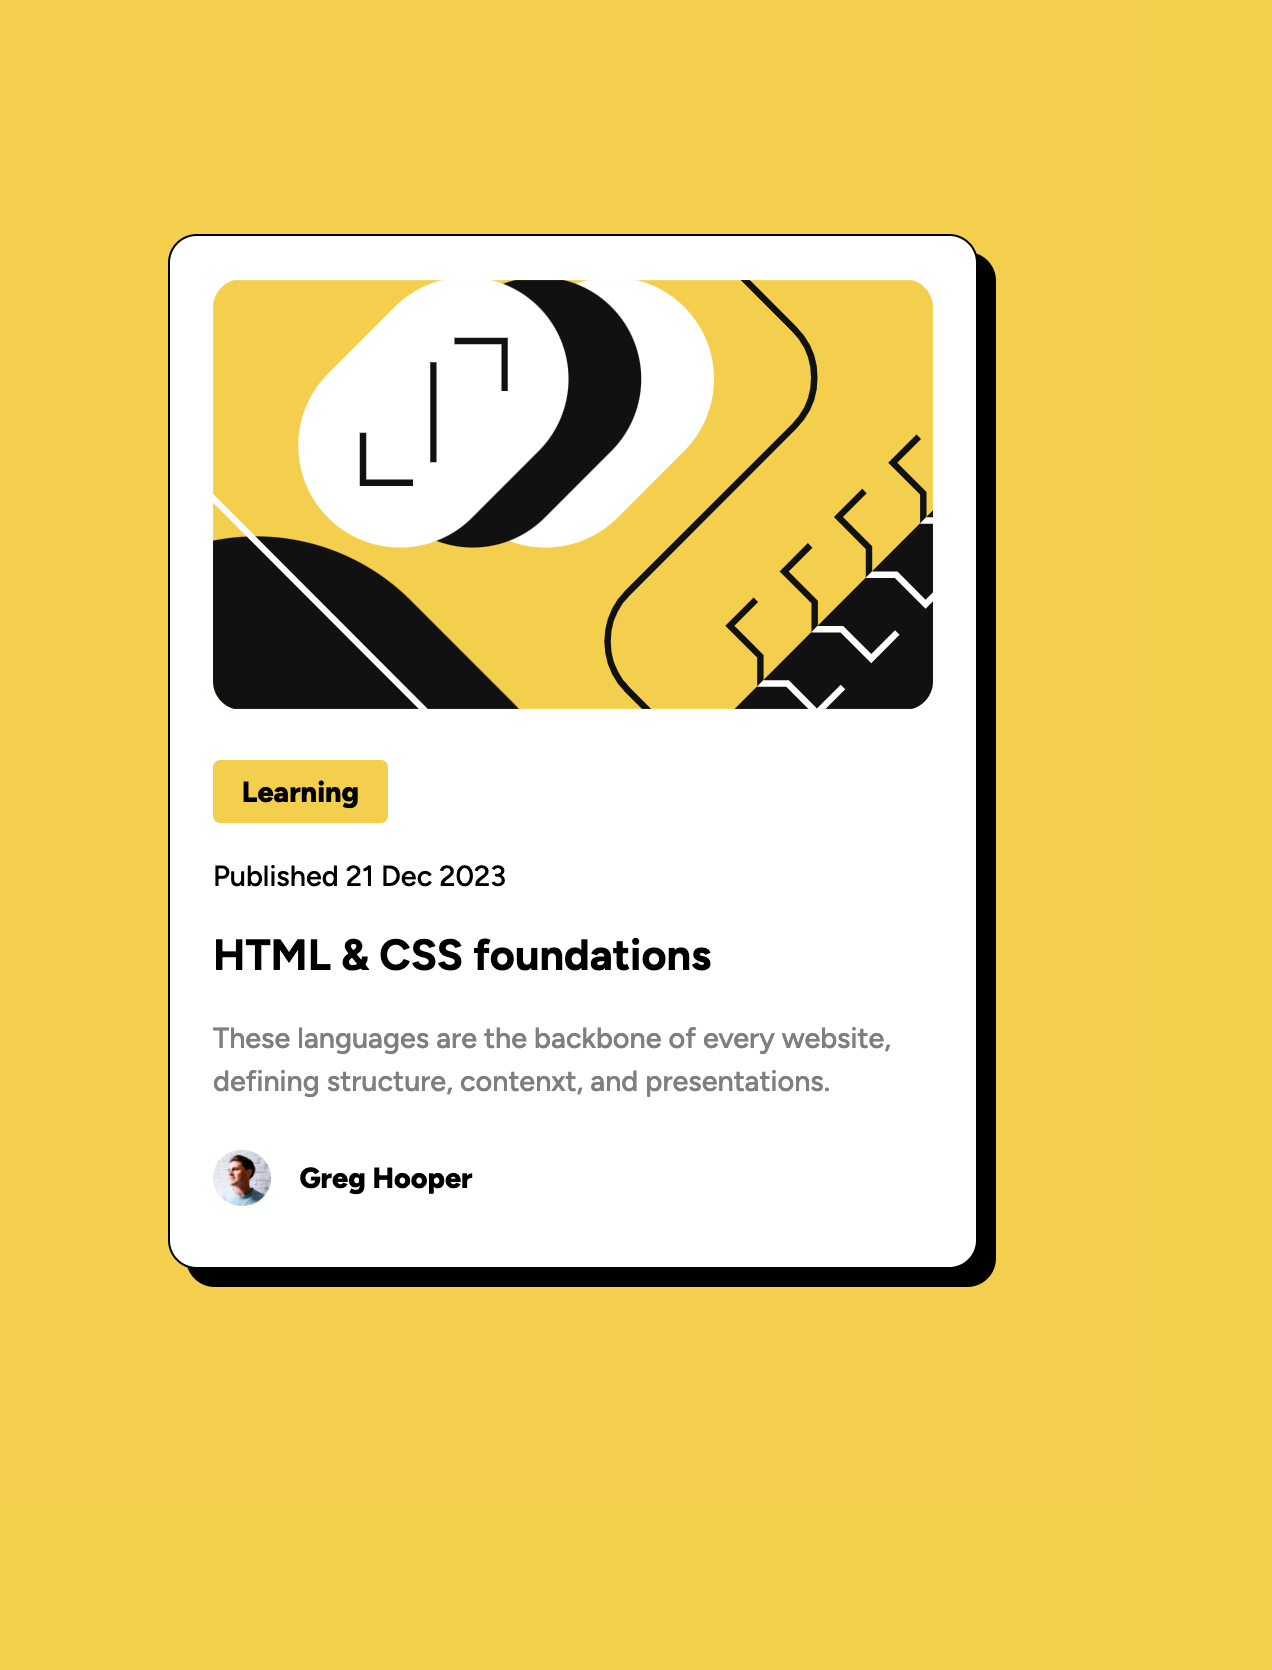 Learning
Published 21 Dec 2023
HTML & CSS foundations
These languages are the backbone of every website,
defining structure, contenxt, and presentations.
Greg Hooper